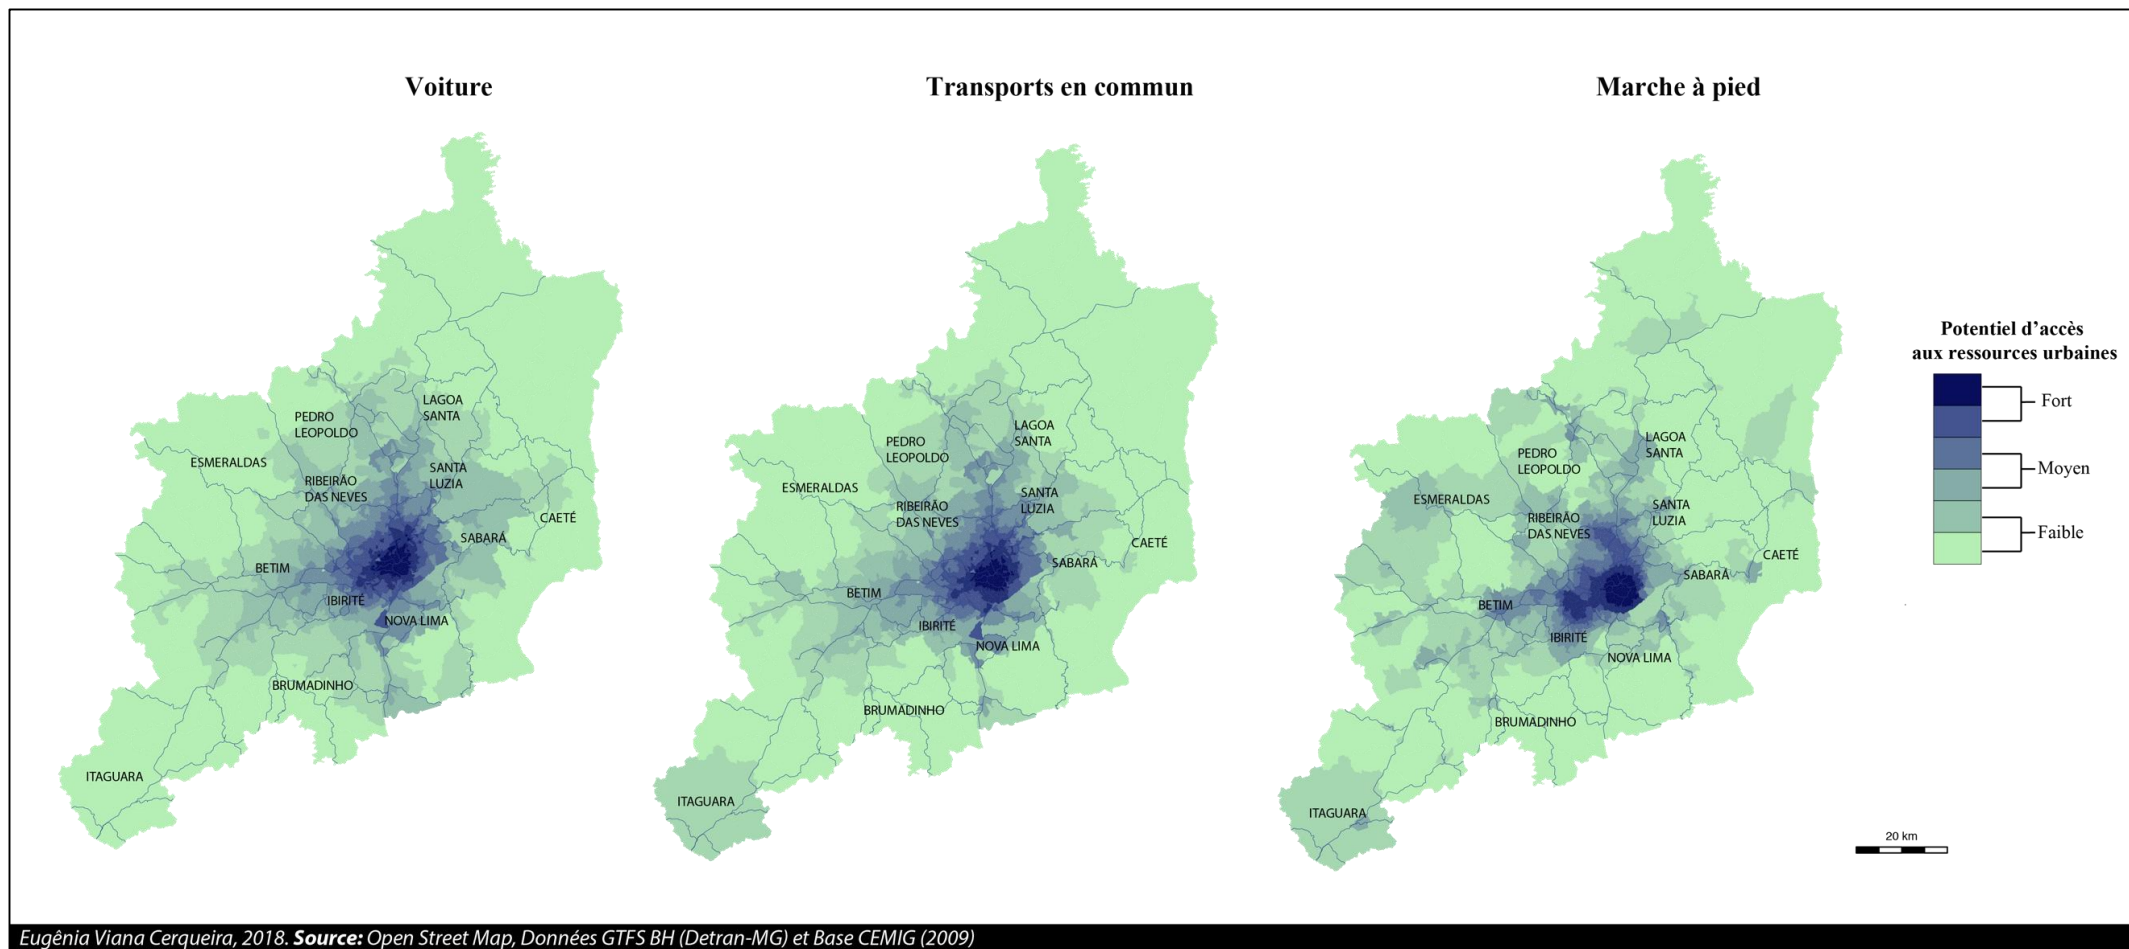 Voiture
Transports en commun
Marche à pied
PEDRO
LEOPOLDO
LAGOA
SANTA
ESMERALDAS
RIBEIRÃO
DAS NEVES
SANTA
LUZIA
CAETÉ
SABARÁ
BETIM
IBIRITÉ
NOVA LIMA
BRUMADINHO
ITAGUARA
LAGOA
SANTA
PEDRO
LEOPOLDO
ESMERALDAS
RIBEIRÃO
DAS NEVES
SANTA
LUZIA
CAETÉ
SABARÁ
BETIM
IBIRITÉ
NOVA LIMA
BRUMADINHO
ITAGUARA
LAGOA
SANTA
PEDRO
LEOPOLDO
ESMERALDAS
RIBEIRÃO
DAS NEVES
SANTA
LUZIA
CAETÉ
SABARÁ
BETIM
IBIRITÉ
NOVA LIMA
BRUMADINHO
ITAGUARA
Potentiel d'accès
aux ressources urbaines
Fort
Moyen
Faible
20 km
Eugênia Viana Cerqueira, 2018. Source: Open Street Map, Données GTFS BH (Detran-MG) et Base CEMIG (2009)